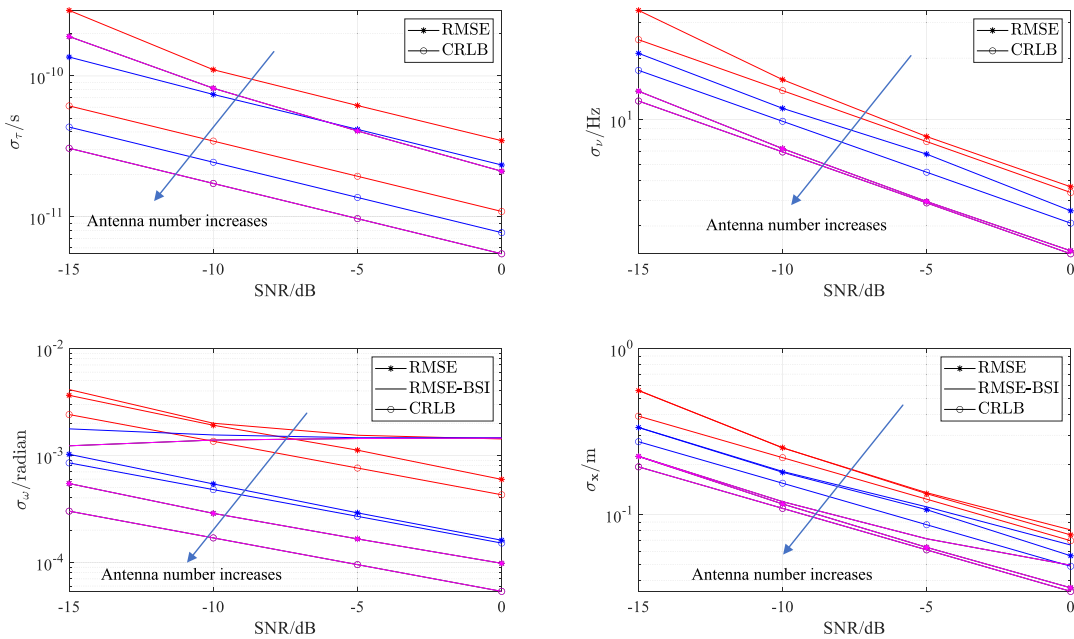 RMSE
CRLB
10^-10
10^-11
σ_τ/s
Antenna number increases
-15 -10 -5 0
SNR/dB
RMSE
CRLB
10^1
σ_ν/Hz
Antenna number increases
-15 -10 -5 0
SNR/dB
RMSE
RMSE-BSI
CRLB
10^-2
10^-3
10^-4
σ_ω/radian
Antenna number increases
-15 -10 -5 0
SNR/dB
RMSE
RMSE-BSI
CRLB
10^0
10^-1
σ_x/m
Antenna number increases
-15 -10 -5 0
SNR/dB